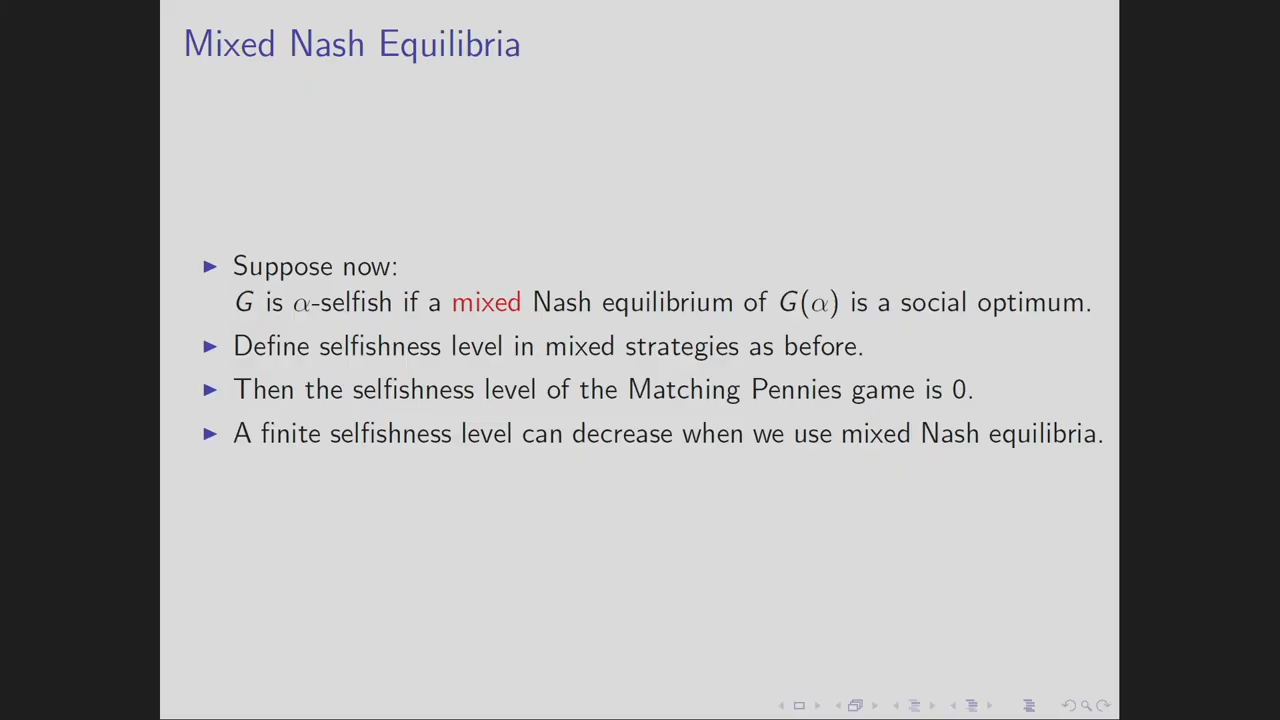 Mixed Nash Equilibria
▶ Suppose now:
G is α-selfish if a mixed Nash equilibrium of G(α) is a social optimum.
▶ Define selfishness level in mixed strategies as before.
▶ Then the selfishness level of the Matching Pennies game is 0.
▶ A finite selfishness level can decrease when we use mixed Nash equilibria.